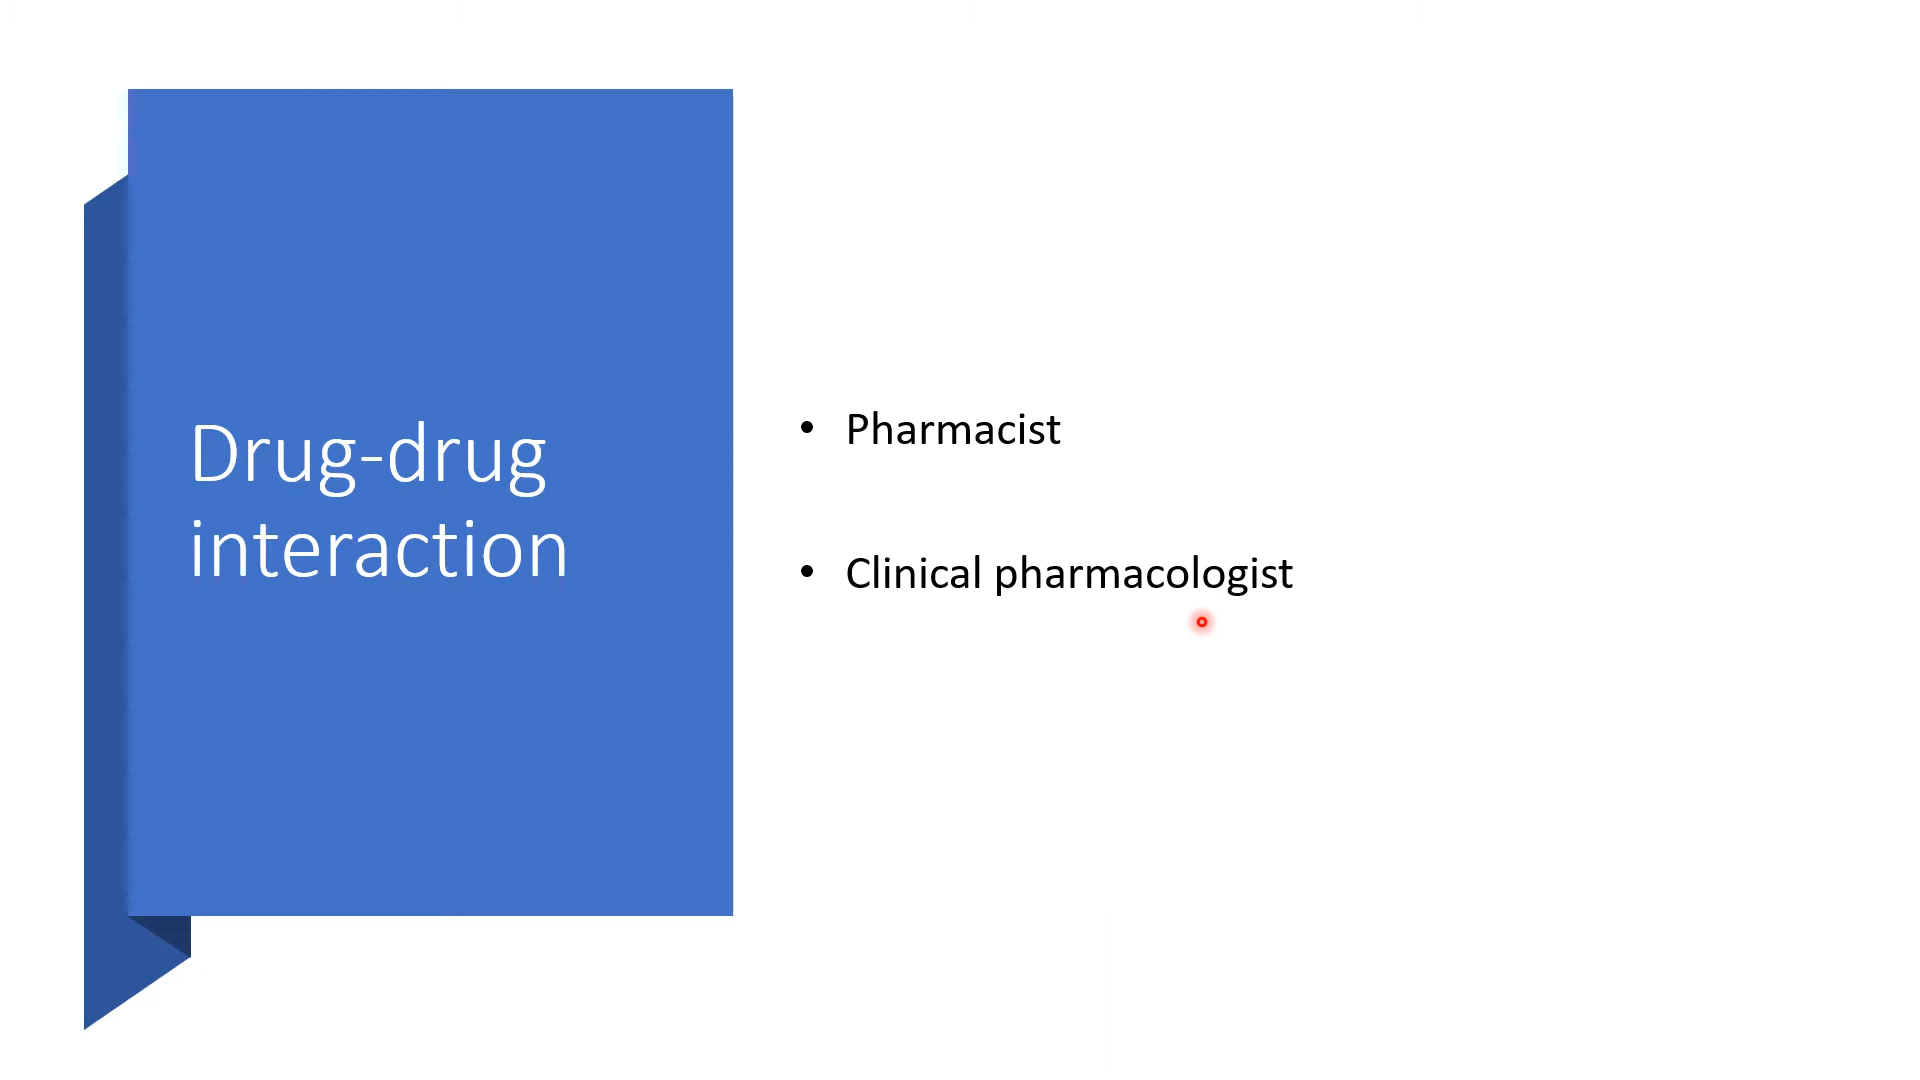 Drug-drug
interaction
• Pharmacist
• Clinical pharmacologist